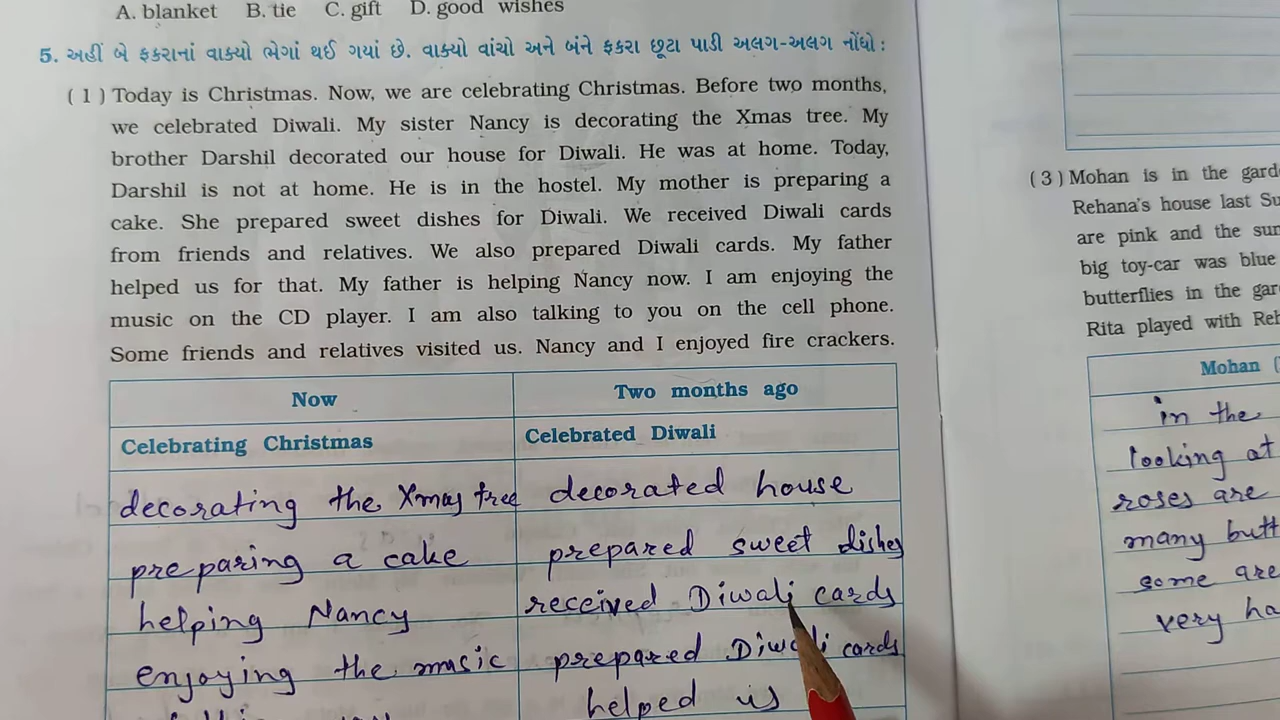 A. blanket B. tie C. gift D. good wishes
5. અહીં બે ફકરાનાં વાક્યો ભેગાં થઈ ગયાં છે. વાક્યો વાંચો અને બંને ફકરા છૂટા પાડી અલગ-અલગ નોંધો :
( 1 ) Today is Christmas. Now, we are celebrating Christmas. Before two months,
we celebrated Diwali. My sister Nancy is decorating the Xmas tree. My
brother Darshil decorated our house for Diwali. He was at home. Today,
Darshil is not at home. He is in the hostel. My mother is preparing a
cake. She prepared sweet dishes for Diwali. We received Diwali cards
from friends and relatives. We also prepared Diwali cards. My father
helped us for that. My father is helping Nancy now. I am enjoying the
music on the CD player. I am also talking to you on the cell phone.
Some friends and relatives visited us. Nancy and I enjoyed fire crackers.
Now Two months ago
Celebrating Christmas Celebrated Diwali
decorating the Xmas tree decorated house
preparing a cake prepared sweet dishes
helping Nancy received Diwali cards
enjoying the music prepared Diwali cards
helped us
( 3 ) Mohan is in the gard
Rehana's house last Su
are pink and the sun
big toy-car was blue
butterflies in the gar
Rita played with Reh
Mohan (
in the
looking at
roses are
many butt
some are
very ha